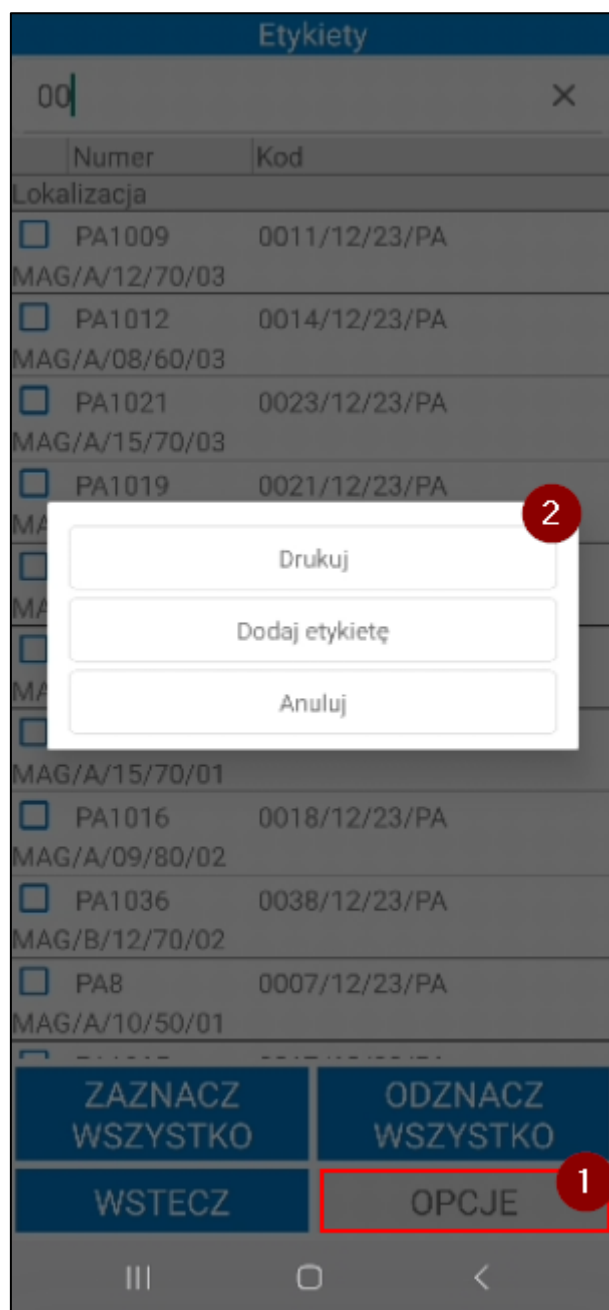 Etykiety
00
Numer Kod
Lokalizacja
PA1009 0011/12/23/PA
MAG/A/12/70/03
PA1012 0014/12/23/PA
MAG/A/08/60/03
PA1021 0023/12/23/PA
MAG/A/15/70/03
PA1019 0021/12/23/PA
2
Drukuj
Dodaj etykietę
Anuluj
MAG/A/15/70/01
PA1016 0018/12/23/PA
MAG/A/09/80/02
PA1036 0038/12/23/PA
MAG/B/12/70/02
PA8 0007/12/23/PA
MAG/A/10/50/01
ZAZNACZ WSZYSTKO
ODZNACZ WSZYSTKO
WSTECZ
OPCJE
1